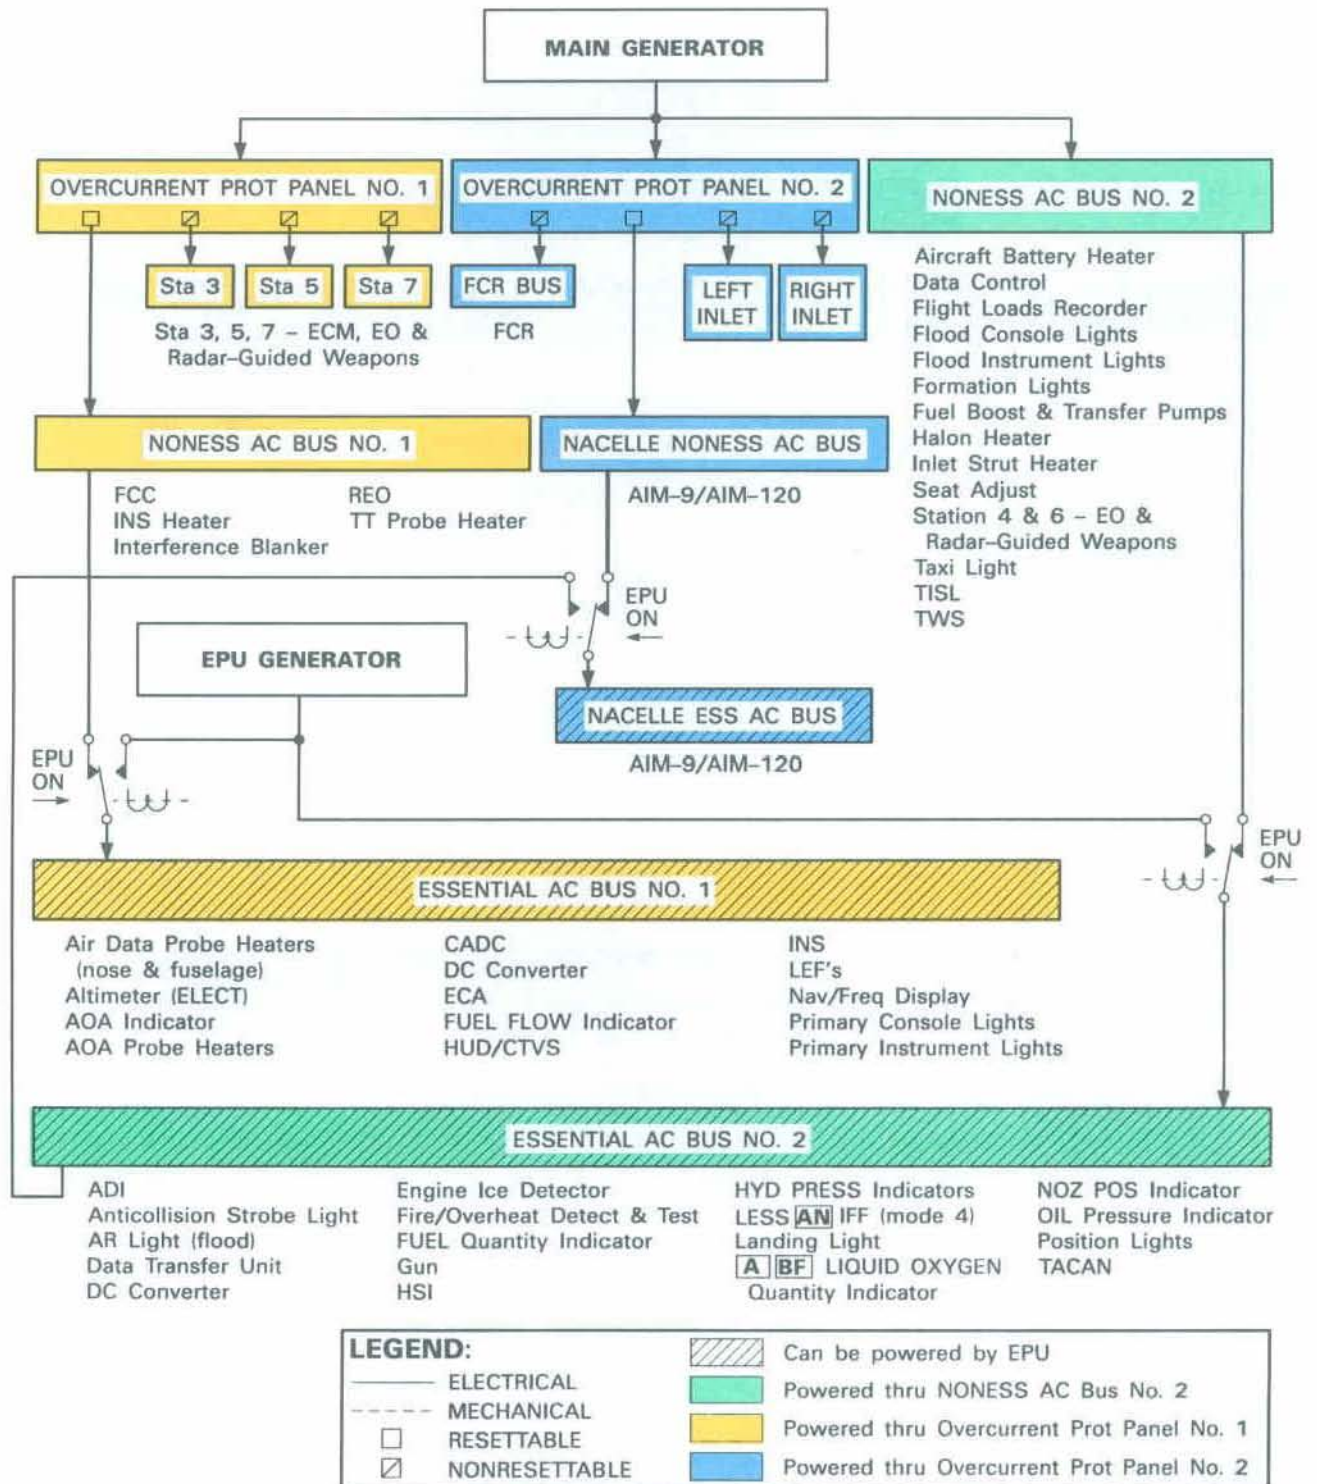 MAIN GENERATOR
OVERCURRENT PROT PANEL NO. 1
OVERCURRENT PROT PANEL NO. 2
NONESS AC BUS NO. 2
Sta 3
Sta 5
Sta 7
Sta 3, 5, 7 – ECM, EO &
Radar–Guided Weapons
FCR BUS
FCR
LEFT
INLET
RIGHT
INLET
Aircraft Battery Heater
Data Control
Flight Loads Recorder
Flood Console Lights
Flood Instrument Lights
Formation Lights
Fuel Boost & Transfer Pumps
Halon Heater
Inlet Strut Heater
Seat Adjust
Station 4 & 6 – EO &
Radar–Guided Weapons
Taxi Light
TISL
TWS
NONESS AC BUS NO. 1
FCC
INS Heater
Interference Blanker
REO
TT Probe Heater
NACELLE NONESS AC BUS
AIM–9/AIM–120
EPU
ON
EPU GENERATOR
NACELLE ESS AC BUS
AIM–9/AIM–120
EPU
ON
EPU
ON
ESSENTIAL AC BUS NO. 1
Air Data Probe Heaters
(nose & fuselage)
Altimeter (ELECT)
AOA Indicator
AOA Probe Heaters
CADC
DC Converter
ECA
FUEL FLOW Indicator
HUD/CTVS
INS
LEF's
Nav/Freq Display
Primary Console Lights
Primary Instrument Lights
ESSENTIAL AC BUS NO. 2
ADI
Anticollision Strobe Light
AR Light (flood)
Data Transfer Unit
DC Converter
Engine Ice Detector
Fire/Overheat Detect & Test
FUEL Quantity Indicator
Gun
HSI
HYD PRESS Indicators
LESS AN IFF (mode 4)
Landing Light
A BF LIQUID OXYGEN
Quantity Indicator
NOZ POS Indicator
OIL Pressure Indicator
Position Lights
TACAN
LEGEND:
ELECTRICAL
MECHANICAL
RESETTABLE
NONRESETTABLE
Can be powered by EPU
Powered thru NONESS AC Bus No. 2
Powered thru Overcurrent Prot Panel No. 1
Powered thru Overcurrent Prot Panel No. 2